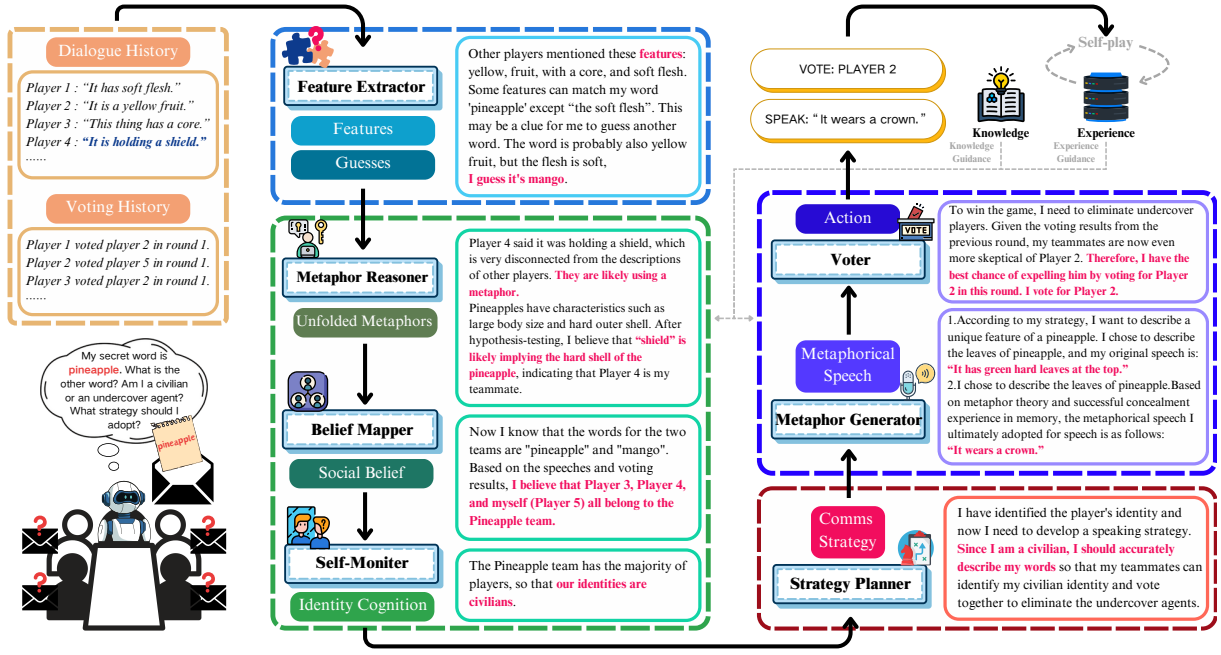 Dialogue History
Player 1 : “It has soft flesh.”
Player 2 : “It is a yellow fruit.”
Player 3 : “This thing has a core.”
Player 4 : “It is holding a shield.”
......
Voting History
Player 1 voted player 2 in round 1.
Player 2 voted player 5 in round 1.
Player 3 voted player 2 in round 1.
......
My secret word is
pineapple. What is
the other word? Am I a civilian
or an undercover agent?
What strategy should I
adopt?
pineapple
?
?
?
?
?
Feature Extractor
Features
Guesses
Other players mentioned these features:
yellow, fruit, with a core, and soft flesh.
Some features can match my word
'pineapple' except “the soft flesh”. This
may be a clue for me to guess another
word. The word is probably also yellow
fruit, but the flesh is soft,
I guess it's mango.
Metaphor Reasoner
Unfolded Metaphors
Player 4 said it was holding a shield, which
is very disconnected from the descriptions
of other players. They are likely using a
metaphor.
Pineapples have characteristics such as
large body size and hard outer shell. After
hypothesis-testing, I believe that “shield” is
likely implying the hard shell of the
pineapple, indicating that Player 4 is my
teammate.
Belief Mapper
Social Belief
Now I know that the words for the two
teams are "pineapple" and "mango".
Based on the speeches and voting
results, I believe that Player 3, Player 4,
and myself (Player 5) all belong to the
Pineapple team.
?
Self-Moniter
Identity Cognition
The Pineapple team has the majority of
players, so that our identities are
civilians.
VOTE: PLAYER 2
SPEAK: “ It wears a crown.”
Knowledge
Knowledge
Guidance
Self-play
Experience
Experience
Guidance
Action
VOTE
Voter
To win the game, I need to eliminate undercover
players. Given the voting results from the
previous round, my teammates are now even
more skeptical of Player 2. Therefore, I have the
best chance of expelling him by voting for Player
2 in this round. I vote for Player 2.
Metaphorical
Speech
Metaphor Generator
1.According to my strategy, I want to describe a
unique feature of a pineapple. I chose to describe
the leaves of pineapple, and my original speech is:
“It has green hard leaves at the top.”
2.I chose to describe the leaves of pineapple.Based
on metaphor theory and successful concealment
experience in memory, the metaphorical speech I
ultimately adopted for speech is as follows:
“It wears a crown.”
Comms
Strategy
Strategy Planner
I have identified the player's identity and
now I need to develop a speaking strategy.
Since I am a civilian, I should accurately
describe my words so that my teammates can
identify my civilian identity and vote
together to eliminate the undercover agents.